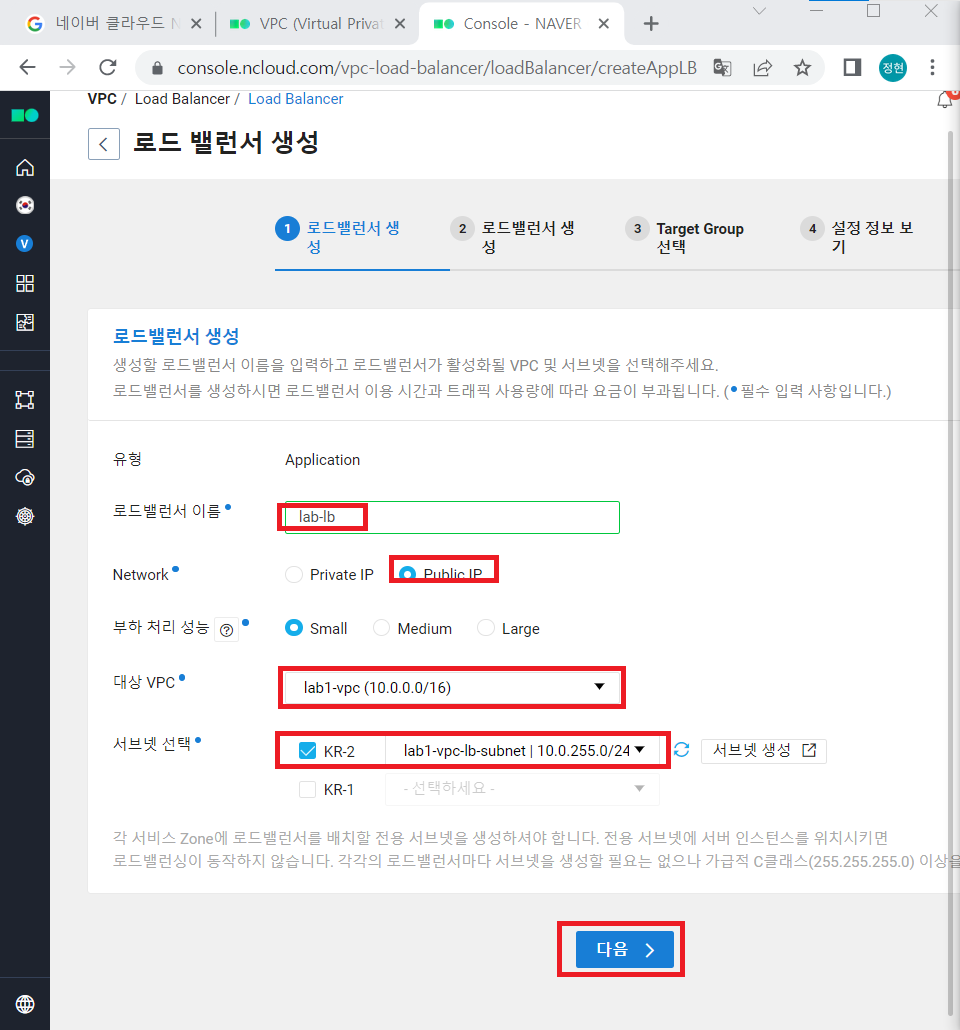 네이버 클라우드 N
VPC (Virtual Privat
Console - NAVER
console.ncloud.com/vpc-load-balancer/loadBalancer/createAppLB
정현
VPC / Load Balancer / Load Balancer
로드 밸런서 생성
1 로드밸런서 생
성
2 로드밸런서 생
성
3 Target Group
선택
4 설정 정보 보
기
V
로드밸런서 생성
생성할 로드밸런서 이름을 입력하고 로드밸런서가 활성화될 VPC 및 서브넷을 선택해주세요.
로드밸런서를 생성하시면 로드밸런서 이용 시간과 트래픽 사용량에 따라 요금이 부과됩니다. (• 필수 입력 사항입니다.)
유형 Application
로드밸런서 이름• lab-lb
Network• Private IP Public IP
부하 처리 성능 ? • Small Medium Large
대상 VPC• lab1-vpc (10.0.0.0/16)
서브넷 선택• KR-2 lab1-vpc-lb-subnet | 10.0.255.0/24 서브넷 생성
KR-1 - 선택하세요 -
각 서비스 Zone에 로드밸런서를 배치할 전용 서브넷을 생성하셔야 합니다. 전용 서브넷에 서버 인스턴스를 위치시키면
로드밸런싱이 동작하지 않습니다. 각각의 로드밸런서마다 서브넷을 생성할 필요는 없으나 가급적 C클래스(255.255.255.0) 이상을
다음 >